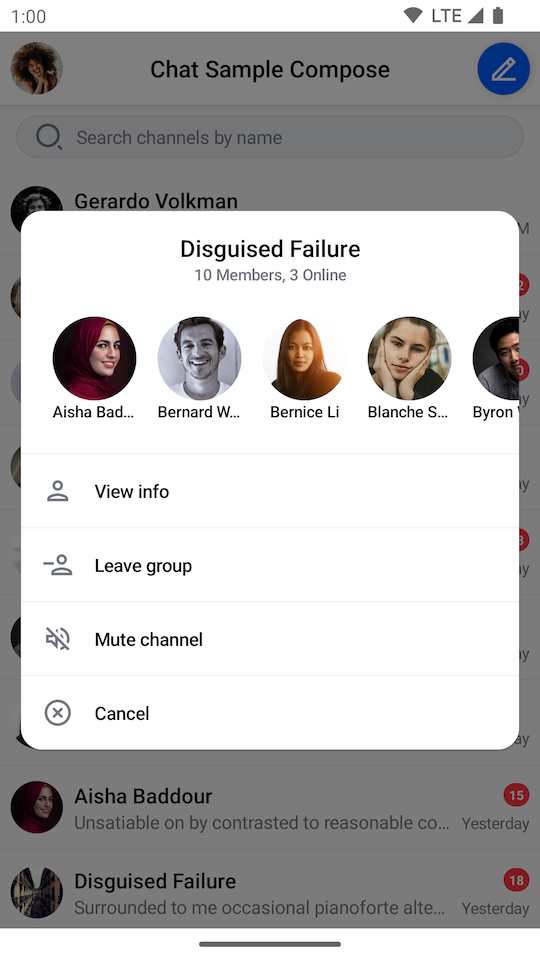 1:00
LTE
Chat Sample Compose
Search channels by name
Gerardo Volkman
M
Disguised Failure
10 Members, 3 Online
Aisha Bad...
Bernard W...
Bernice Li
Blanche S...
Byron
View info
Leave group
Mute channel
Cancel
Aisha Baddour
15
Unsatiable on by contrasted to reasonable co...
Yesterday
Disguised Failure
18
Surrounded to me occasional pianoforte alte...
Yesterday